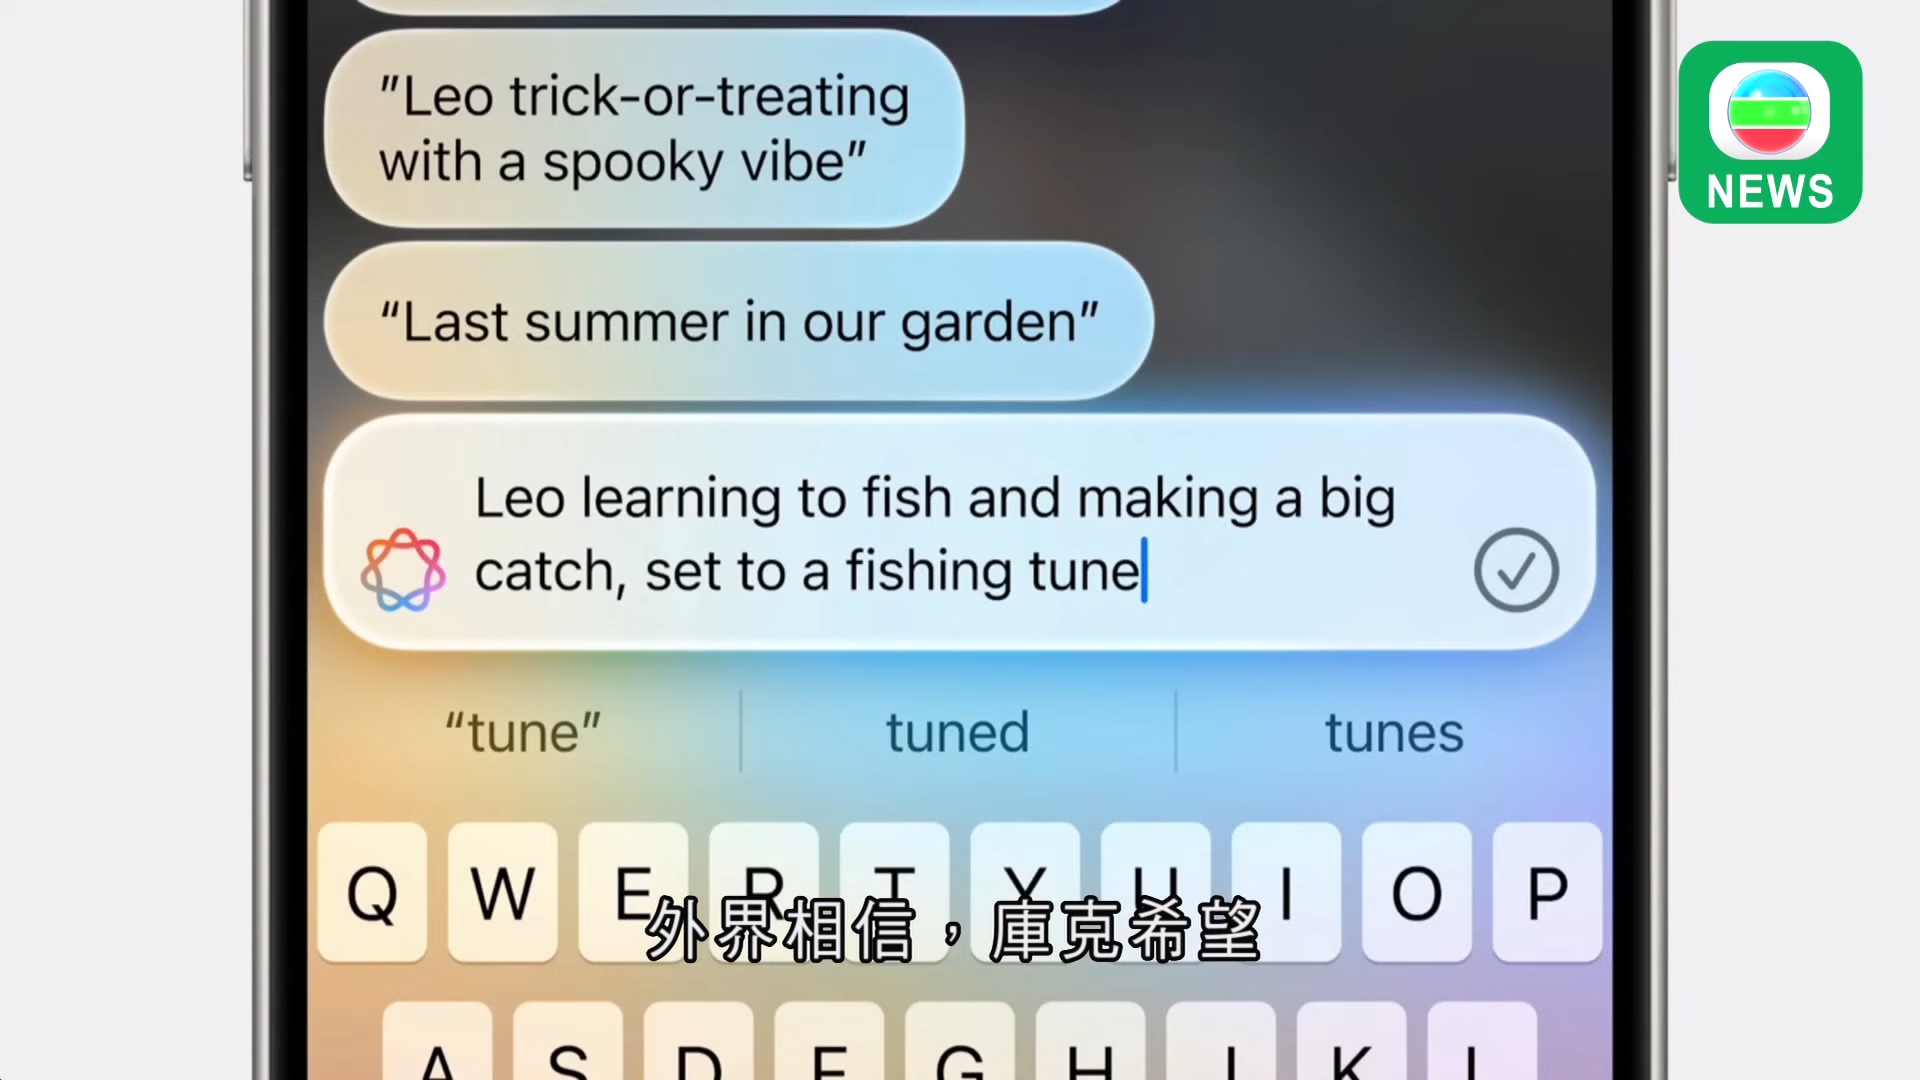 "Leo trick-or-treating
with a spooky vibe"
"Last summer in our garden"
Leo learning to fish and making a big
catch, set to a fishing tune
"tune" tuned tunes
Q W E R T Y U I O P
外界相信，庫克希望
A S D F G H J K L
NEWS